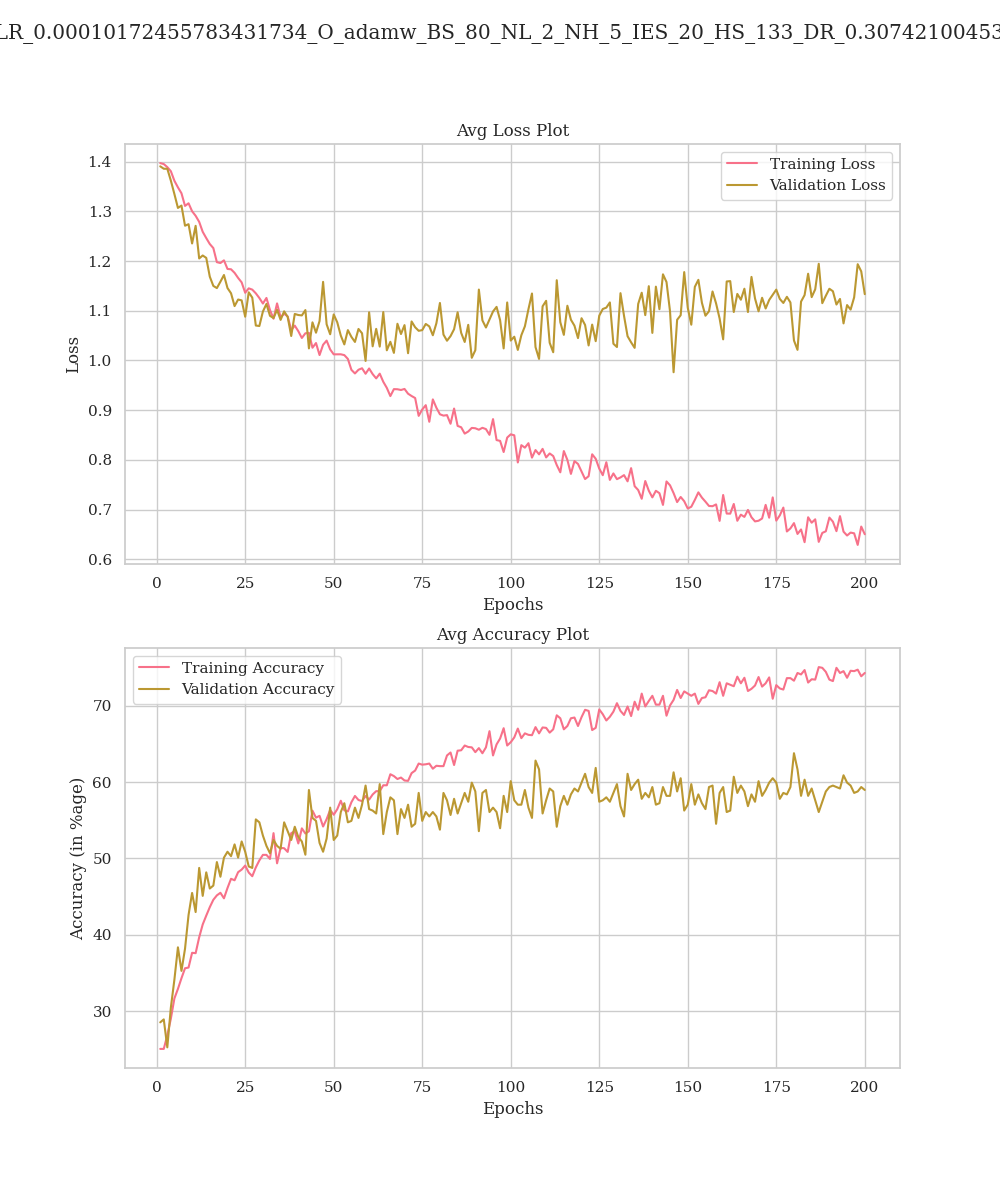 LR_0.00010172455783431734_O_adamw_BS_80_NL_2_NH_5_IES_20_HS_133_DR_0.30742100453
Avg Loss Plot
Training Loss
Validation Loss
Loss
1.4
1.3
1.2
1.1
1.0
0.9
0.8
0.7
0.6
0 25 50 75 100 125 150 175 200
Epochs
Avg Accuracy Plot
Training Accuracy
Validation Accuracy
Accuracy (in %age)
70
60
50
40
30
0 25 50 75 100 125 150 175 200
Epochs